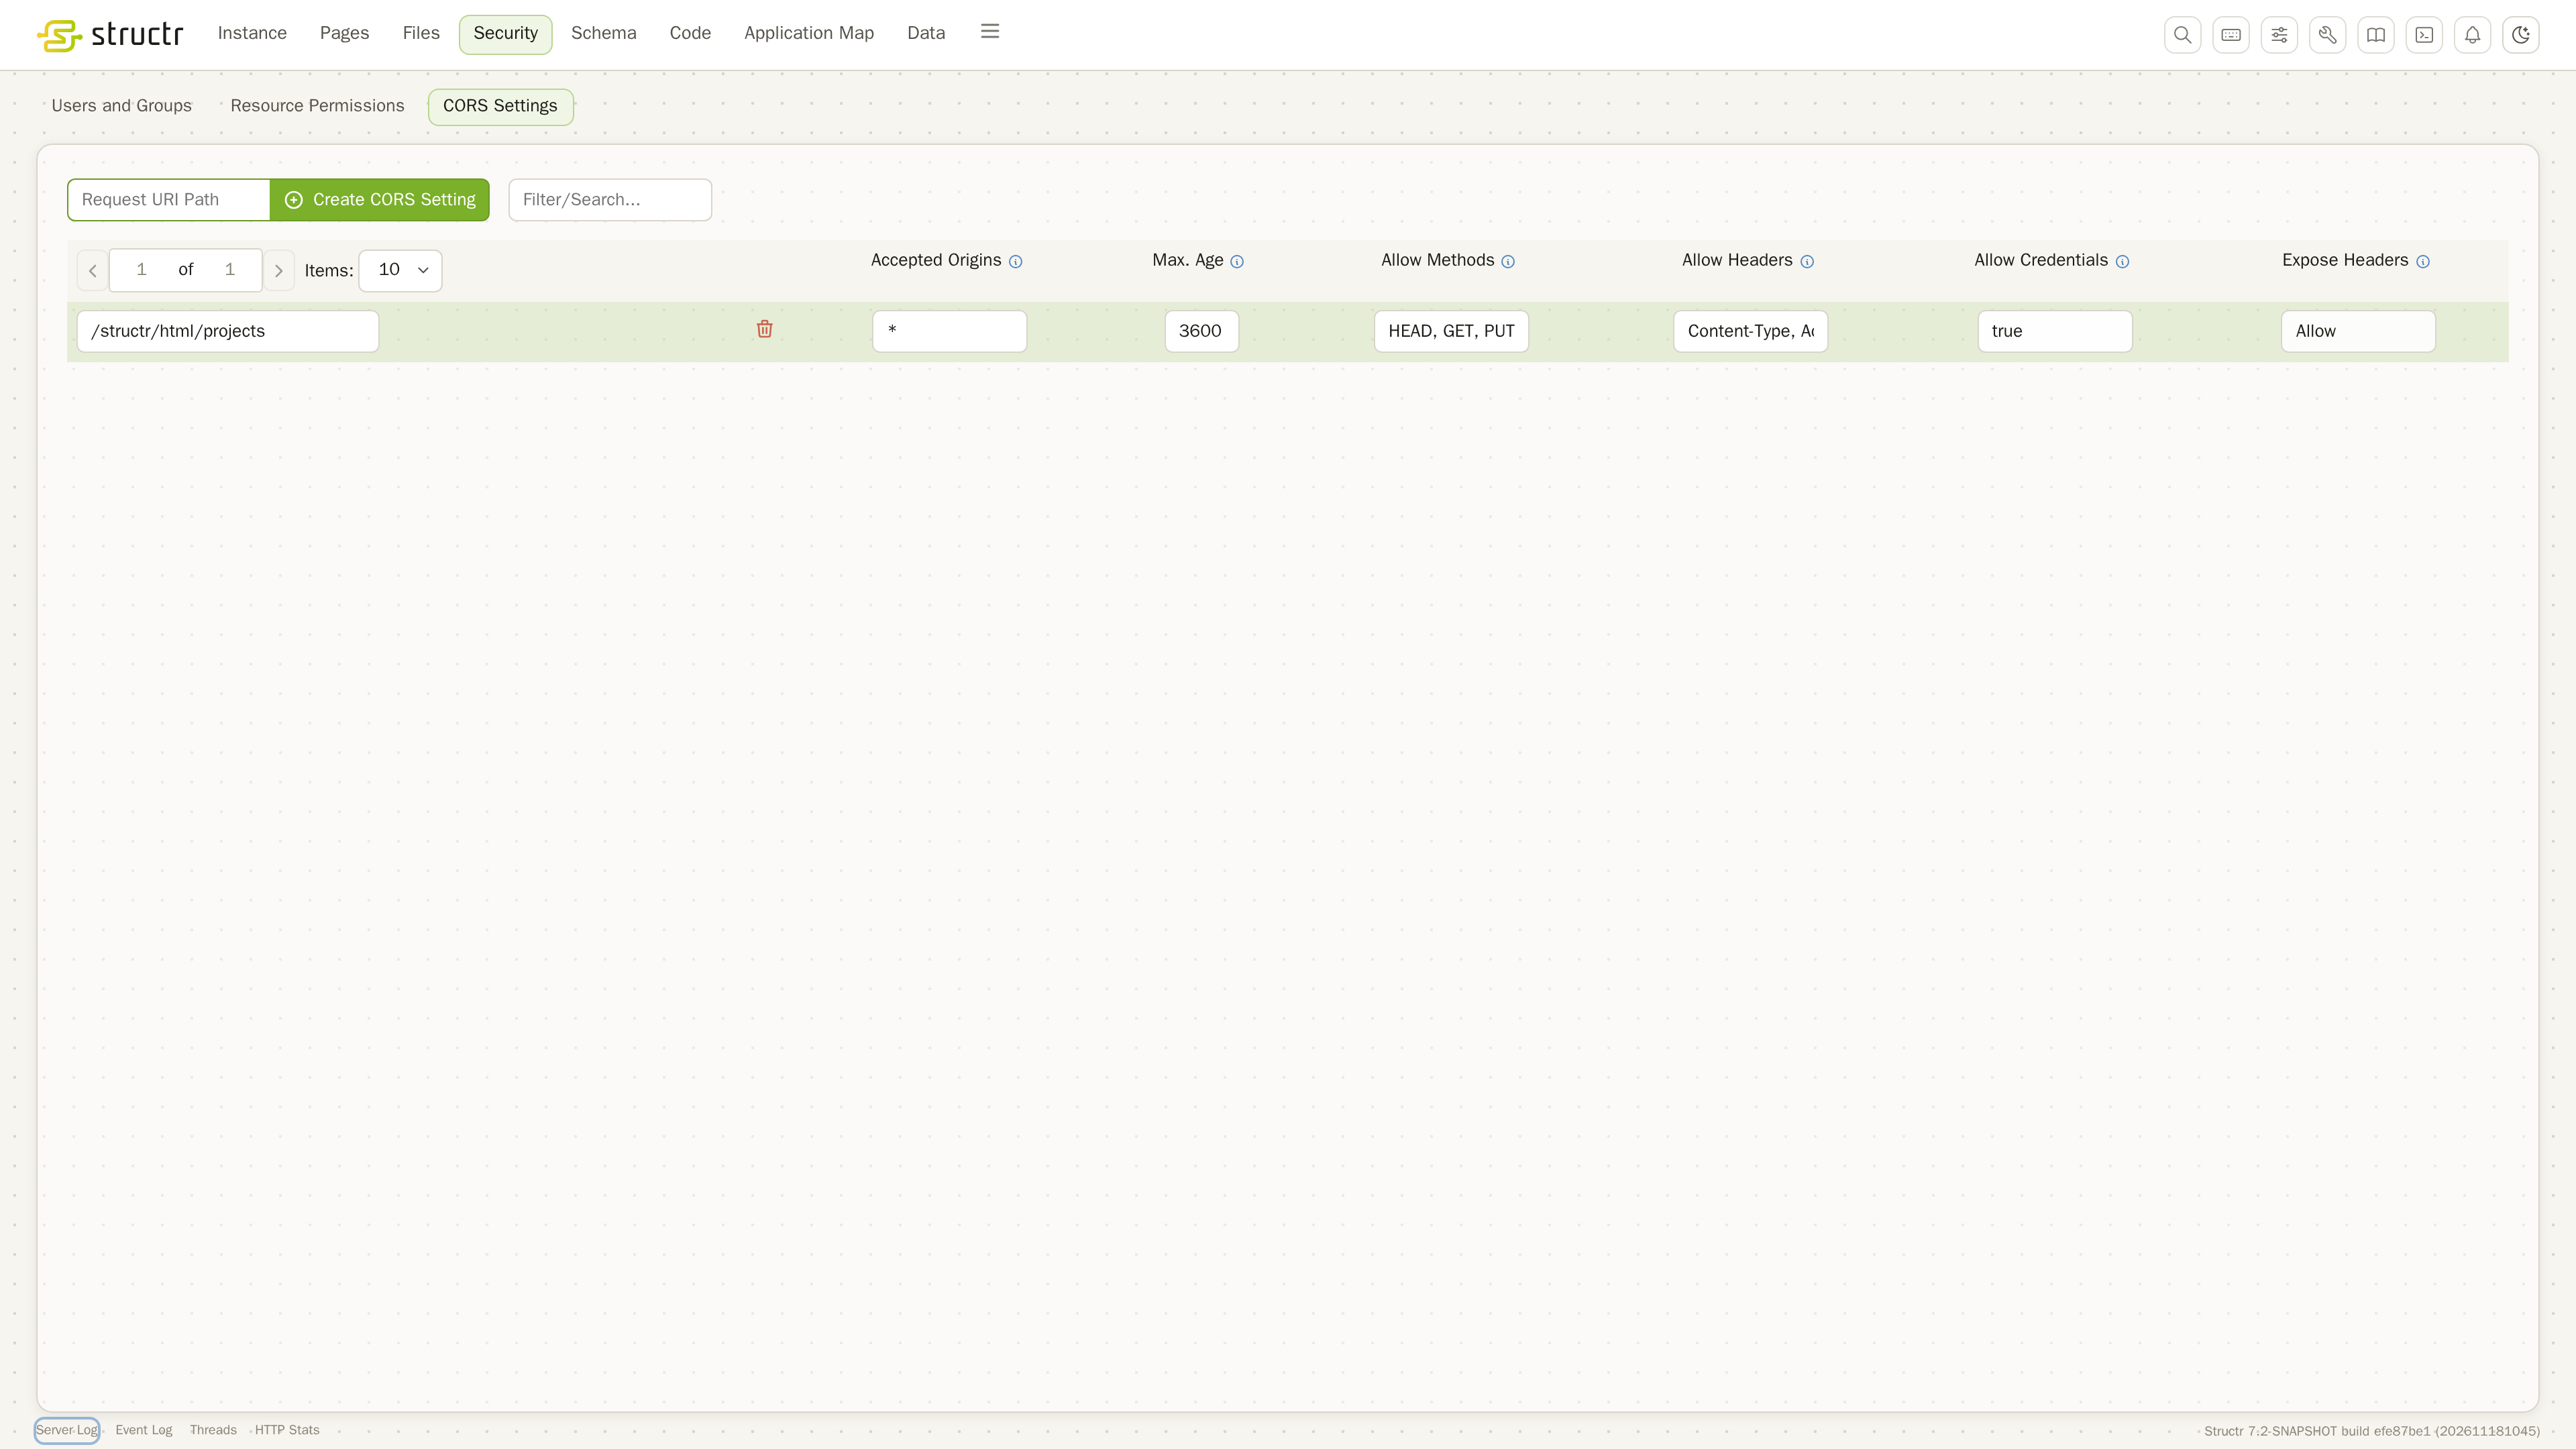 structr Instance Pages Files Security Schema Code Application Map Data
Users and Groups Resource Permissions CORS Settings
Request URI Path Create CORS Setting Filter/Search...
1 of 1 Items: 10 Accepted Origins Max. Age Allow Methods Allow Headers Allow Credentials Expose Headers
/structr/html/projects * 3600 HEAD, GET, PUT Content-Type, true Allow
Server Log Event Log Threads HTTP Stats Structr 7.2-SNAPSHOT build efe87be1 (202611181045)